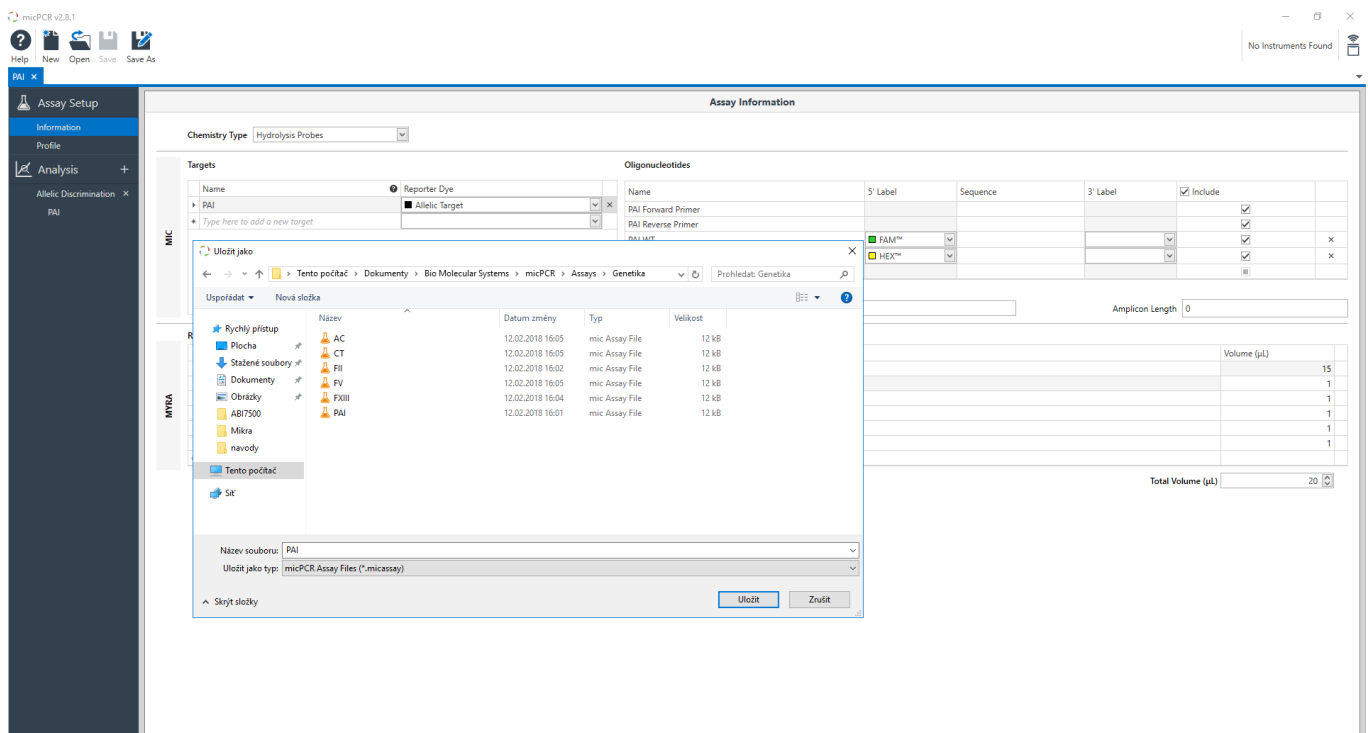 micPCR v2.8.1
Help New Open Save Save As
No Instruments Found
PAI ×
Assay Setup
Information
Profile
Analysis +
Allelic Discrimination ×
PAI
Assay Information
Chemistry Type Hydrolysis Probes
MIC
Targets
Name Reporter Dye
PAI Allelic Target
Type here to add a new target
Oligonucleotides
Name 5' Label Sequence 3' Label Include
PAI Forward Primer
PAI Reverse Primer
PAI WT FAM™
HEX™
Amplicon Length 0
MYRA
R
Volume (µL)
15
1
1
1
1
1
Total Volume (µL) 20
Uložit jako
Tento počítač > Dokumenty > Bio Molecular Systems > micPCR > Assays > Genetika
Prohledat: Genetika
Uspořádat Nová složka
Rychlý přístup
Plocha
Stažené soubory
Dokumenty
Obrázky
ABI7500
Mikra
navody
Tento počítač
Síť
Název Datum změny Typ Velikost
AC 12.02.2018 16:05 mic Assay File 12 kB
CT 12.02.2018 16:05 mic Assay File 12 kB
FII 12.02.2018 16:02 mic Assay File 12 kB
FV 12.02.2018 16:05 mic Assay File 12 kB
FXIII 12.02.2018 16:04 mic Assay File 12 kB
PAI 12.02.2018 16:01 mic Assay File 12 kB
Název souboru: PAI
Uložit jako typ: micPCR Assay Files (*.micassay)
Skrýt složky
Uložit Zrušit